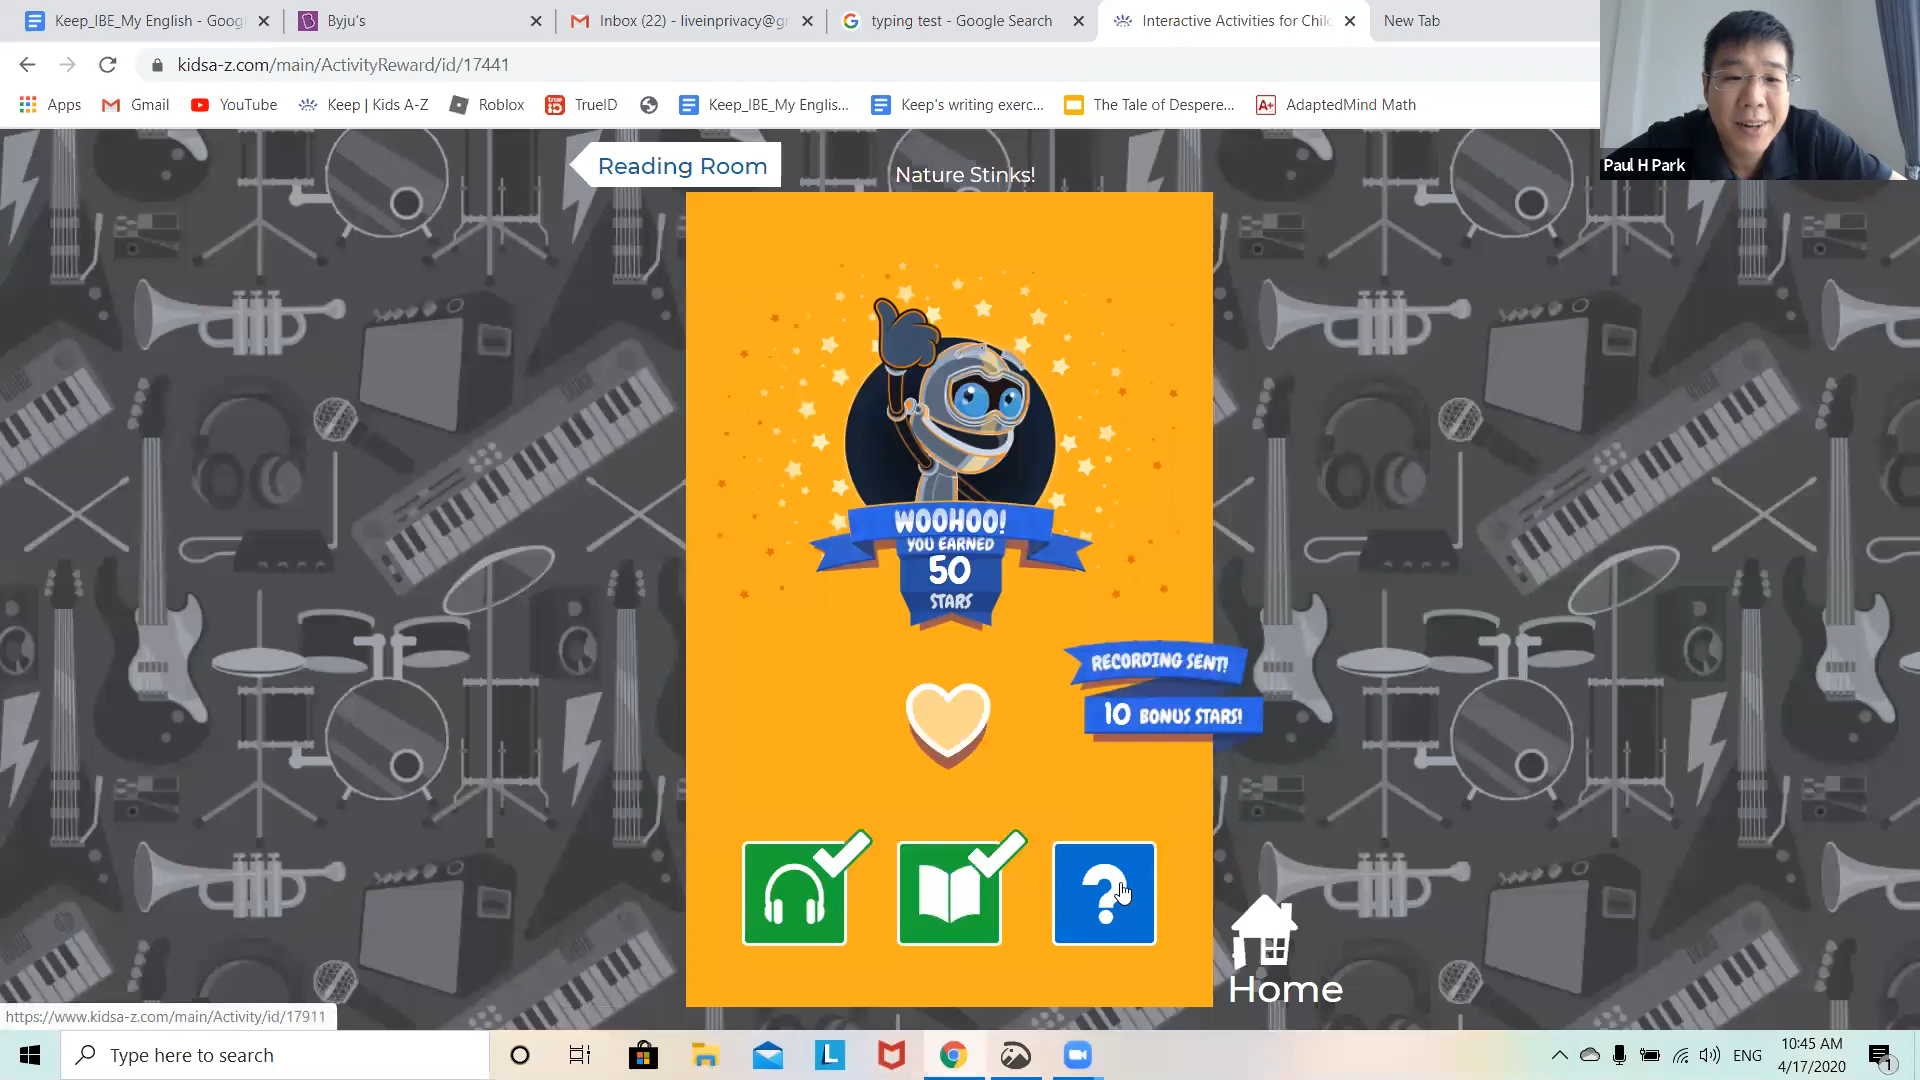 Keep_IBE_My English - Goog
Byju's
Inbox (22) - liveinprivacy@gr
typing test - Google Search
Interactive Activities for Chilc
New Tab
kidsa-z.com/main/ActivityReward/id/17441
Apps
Gmail
YouTube
Keep | Kids A-Z
Roblox
TrueID
Keep_IBE_My Englis...
Keep's writing exerc...
The Tale of Despere...
AdaptedMind Math
Paul H Park
Reading Room
Nature Stinks!
WOOHOO!
YOU EARNED
50
STARS
RECORDING SENT!
10 BONUS STARS!
Home
https://www.kidsa-z.com/main/Activity/id/17911
Type here to search
ENG
10:45 AM
4/17/2020
1